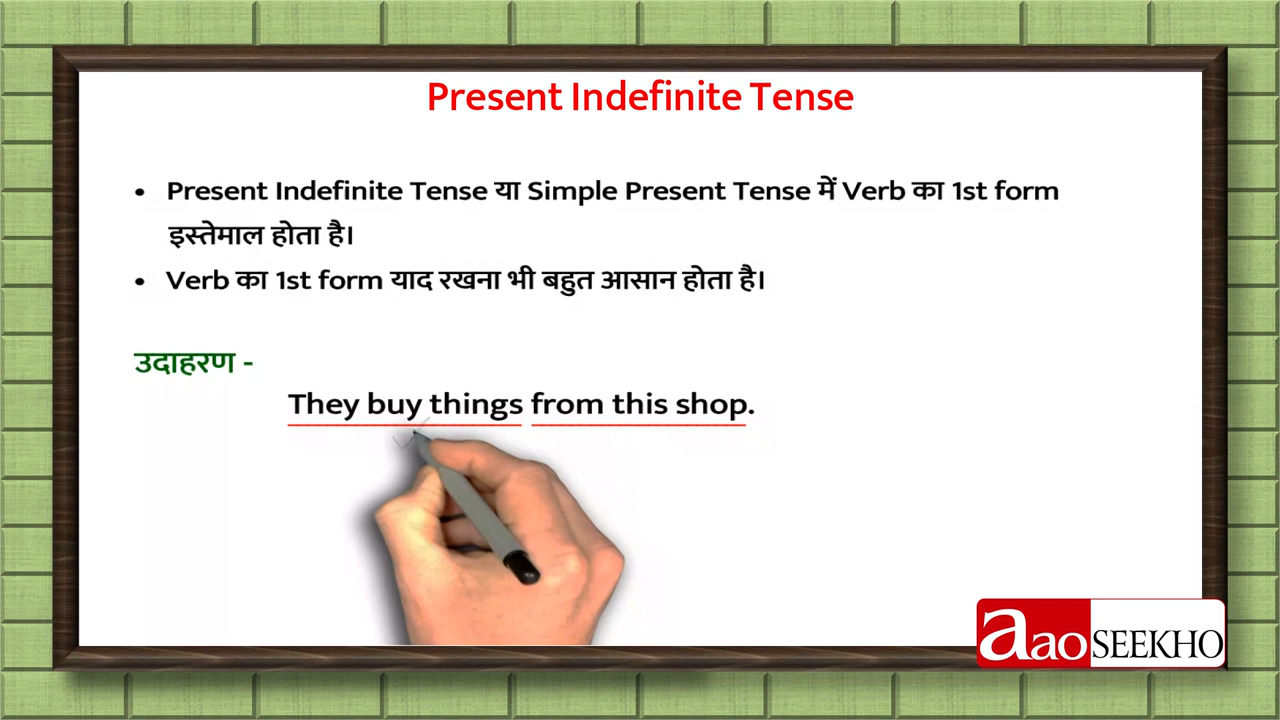 Present Indefinite Tense
• Present Indefinite Tense या Simple Present Tense में Verb का 1st form
इस्तेमाल होता है।
• Verb का 1st form याद रखना भी बहुत आसान होता है।
उदाहरण -
They buy things from this shop.
aao SEEKHO